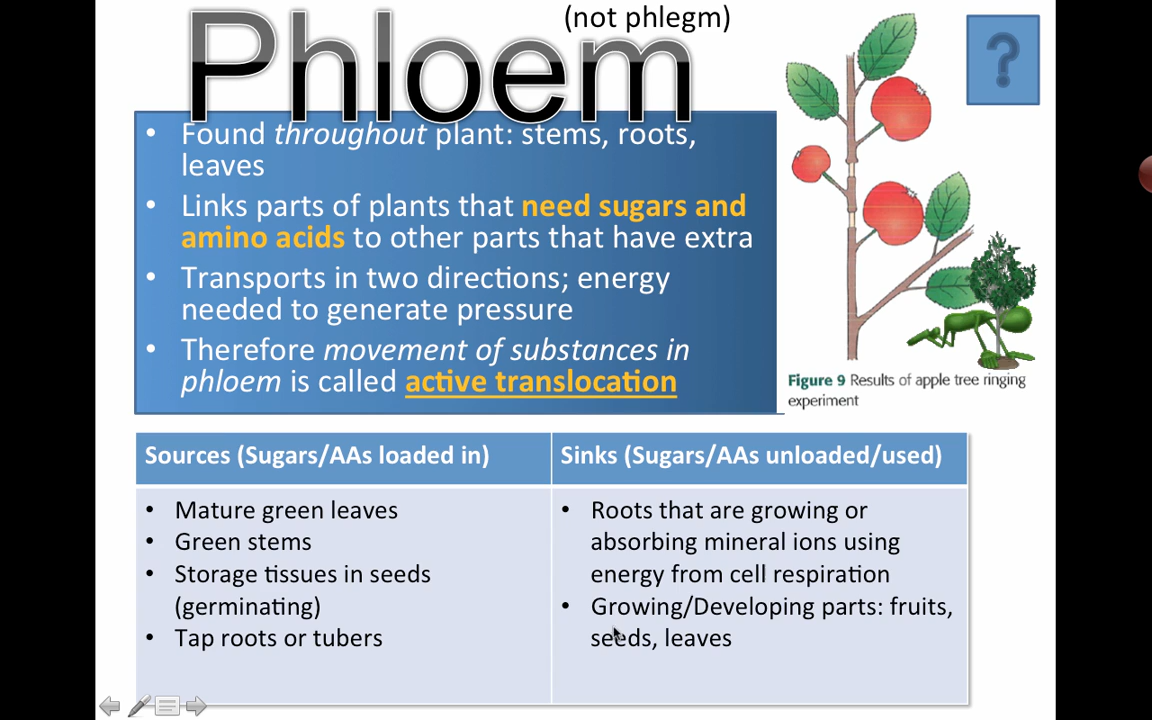 (not phlegm)
Phloem
?
• Found throughout plant: stems, roots,
leaves
• Links parts of plants that need sugars and
amino acids to other parts that have extra
• Transports in two directions; energy
needed to generate pressure
• Therefore movement of substances in
phloem is called active translocation
Figure 9 Results of apple tree ringing
experiment
Sources (Sugars/AAs loaded in)
• Mature green leaves
• Green stems
• Storage tissues in seeds
(germinating)
• Tap roots or tubers
Sinks (Sugars/AAs unloaded/used)
• Roots that are growing or
absorbing mineral ions using
energy from cell respiration
• Growing/Developing parts: fruits,
seeds, leaves